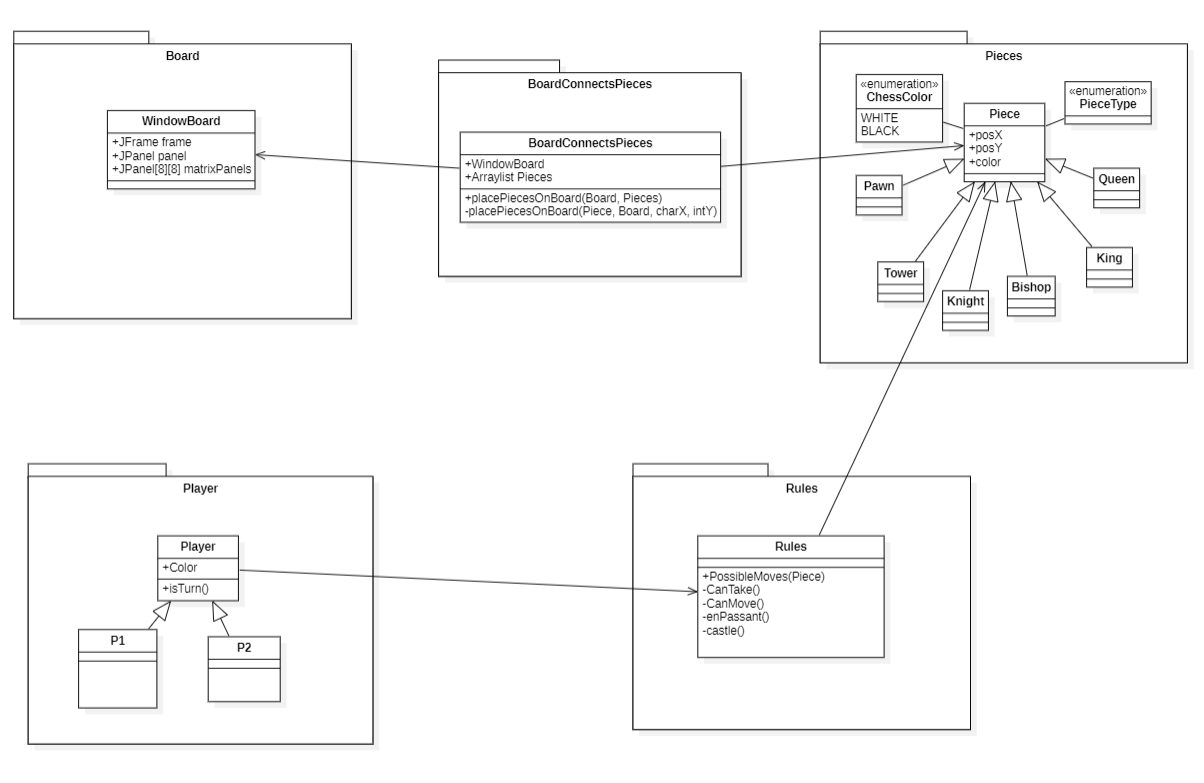 Board
WindowBoard
+JFrame frame
+JPanel panel
+JPanel[8][8] matrixPanels
BoardConnectsPieces
BoardConnectsPieces
+WindowBoard
+Arraylist Pieces
+placePiecesOnBoard(Board, Pieces)
-placePiecesOnBoard(Piece, Board, charX, intY)
Pieces
«enumeration»
ChessColor
WHITE
BLACK
Piece
+posX
+posY
+color
«enumeration»
PieceType
Pawn
Queen
Tower
Knight
Bishop
King
Player
Player
+Color
+isTurn()
P1
P2
Rules
Rules
+PossibleMoves(Piece)
-CanTake()
-CanMove()
-enPassant()
-castle()